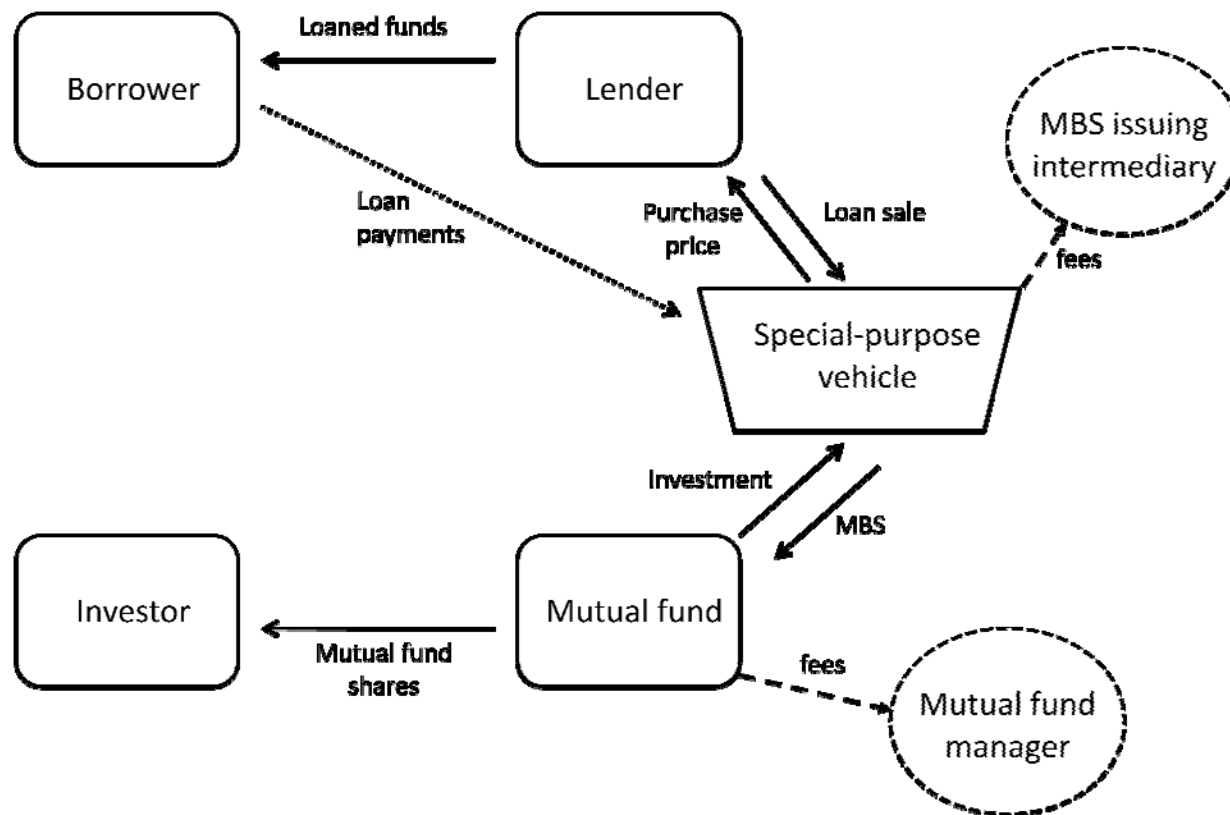 Loaned funds
Borrower
Lender
MBS issuing
intermediary
Loan
payments
Purchase
price
Loan sale
fees
Special-purpose
vehicle
Investment
MBS
Investor
Mutual fund
Mutual fund
shares
fees
Mutual fund
manager